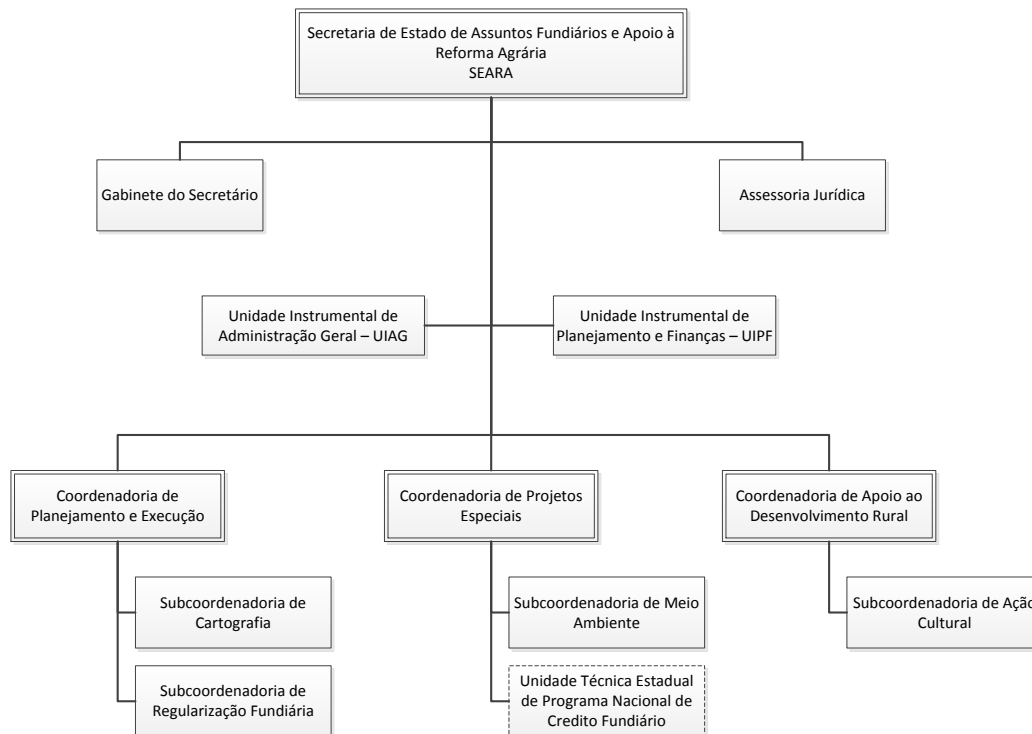 Secretaria de Estado de Assuntos Fundiários e Apoio à
Reforma Agrária
SEARA
Gabinete do Secretário
Assessoria Jurídica
Unidade Instrumental de
Administração Geral – UIAG
Unidade Instrumental de
Planejamento e Finanças – UIPF
Coordenadoria de
Planejamento e Execução
Coordenadoria de Projetos
Especiais
Coordenadoria de Apoio ao
Desenvolvimento Rural
Subcoordenadoria de
Cartografia
Subcoordenadoria de Meio
Ambiente
Subcoordenadoria de Ação
Cultural
Subcoordenadoria de
Regularização Fundiária
Unidade Técnica Estadual
de Programa Nacional de
Credito Fundiário